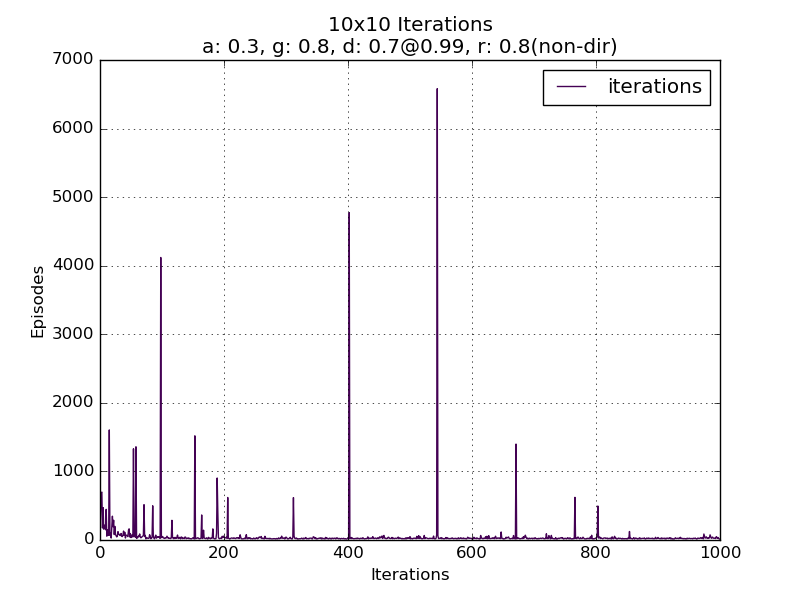 10x10 Iterations
a: 0.3, g: 0.8, d: 0.7@0.99, r: 0.8(non-dir)
iterations
7000
6000
5000
4000
3000
2000
1000
0
Episodes
0 200 400 600 800 1000
Iterations